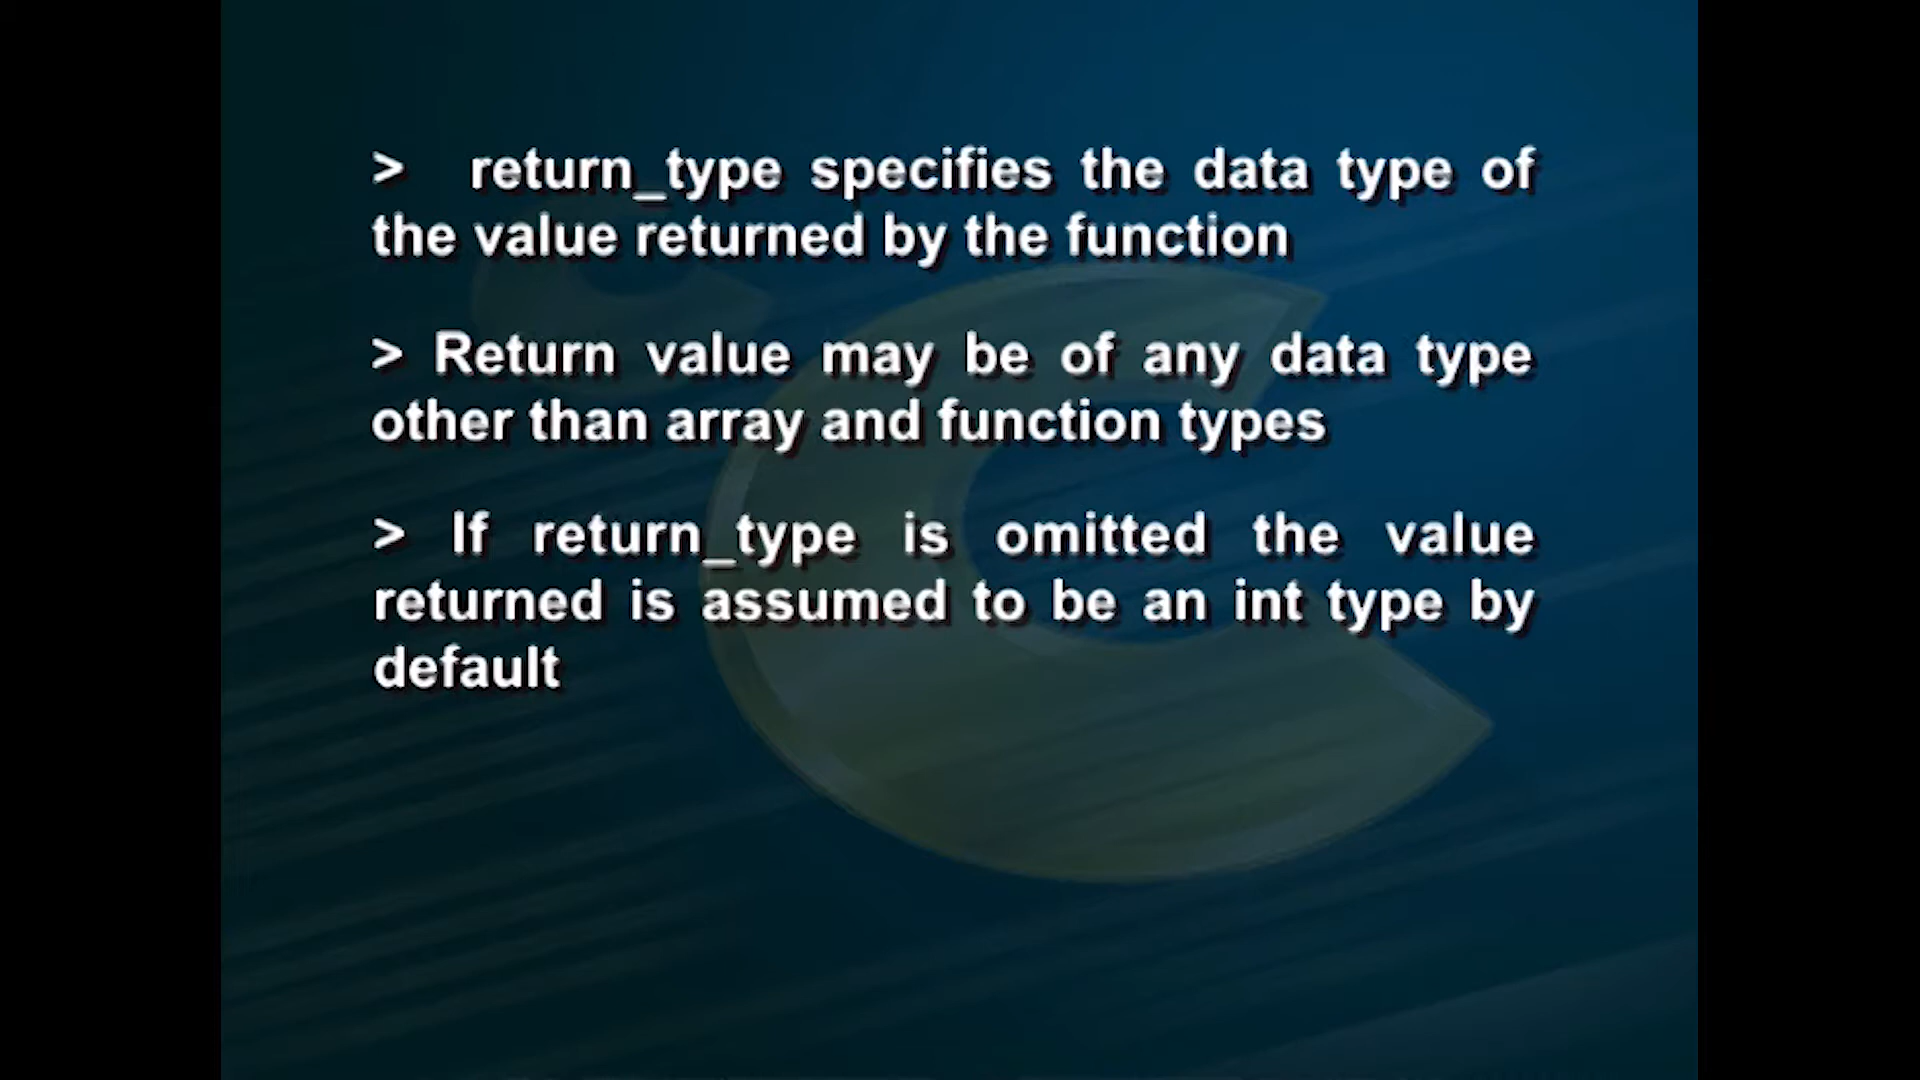 > return_type specifies the data type of
the value returned by the function
> Return value may be of any data type
other than array and function types
> If return_type is omitted the value
returned is assumed to be an int type by
default